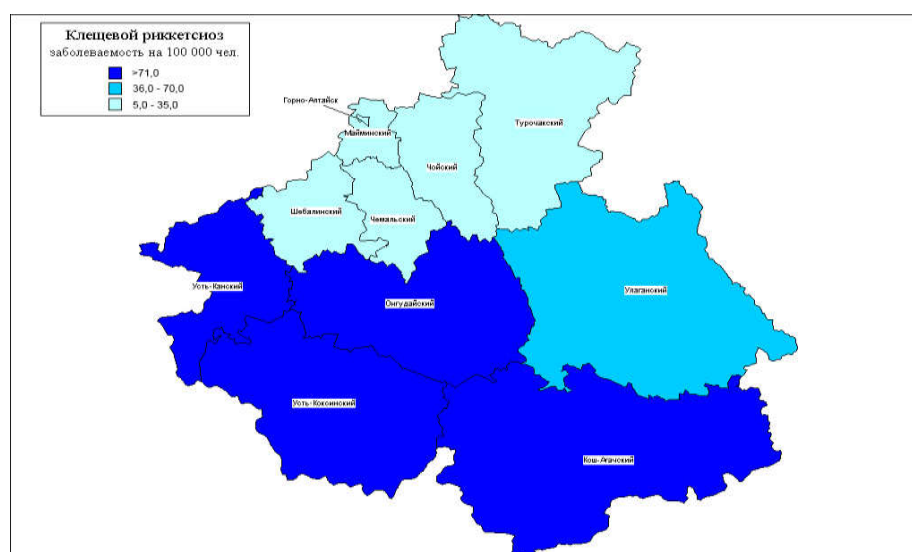 Клещевой риккетсиоз
заболеваемость на 100 000 чел.
>71,0
36,0 - 70,0
5,0 - 35,0
Горно-Алтайск
Майминский
Турочакский
Чойский
Шебалинский
Чемальский
Усть-Канский
Онгудайский
Улаганский
Усть-Коксинский
Кош-Агачский